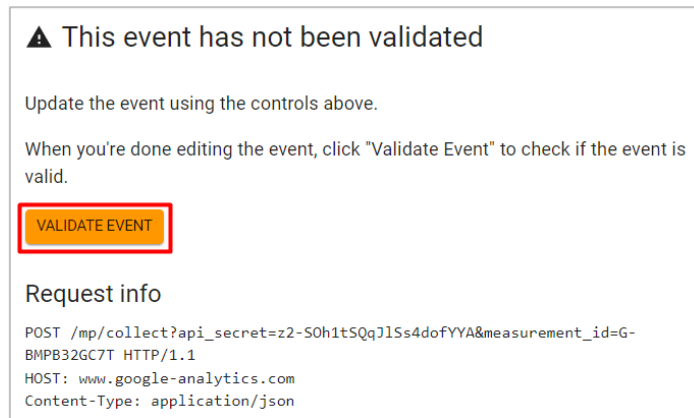 This event has not been validated
Update the event using the controls above.
When you're done editing the event, click "Validate Event" to check if the event is
valid.
VALIDATE EVENT
Request info
POST /mp/collect?api_secret=z2-SOh1tSQqJlSs4dofYYA&measurement_id=G-
BMPB32GC7T HTTP/1.1
HOST: www.google-analytics.com
Content-Type: application/json